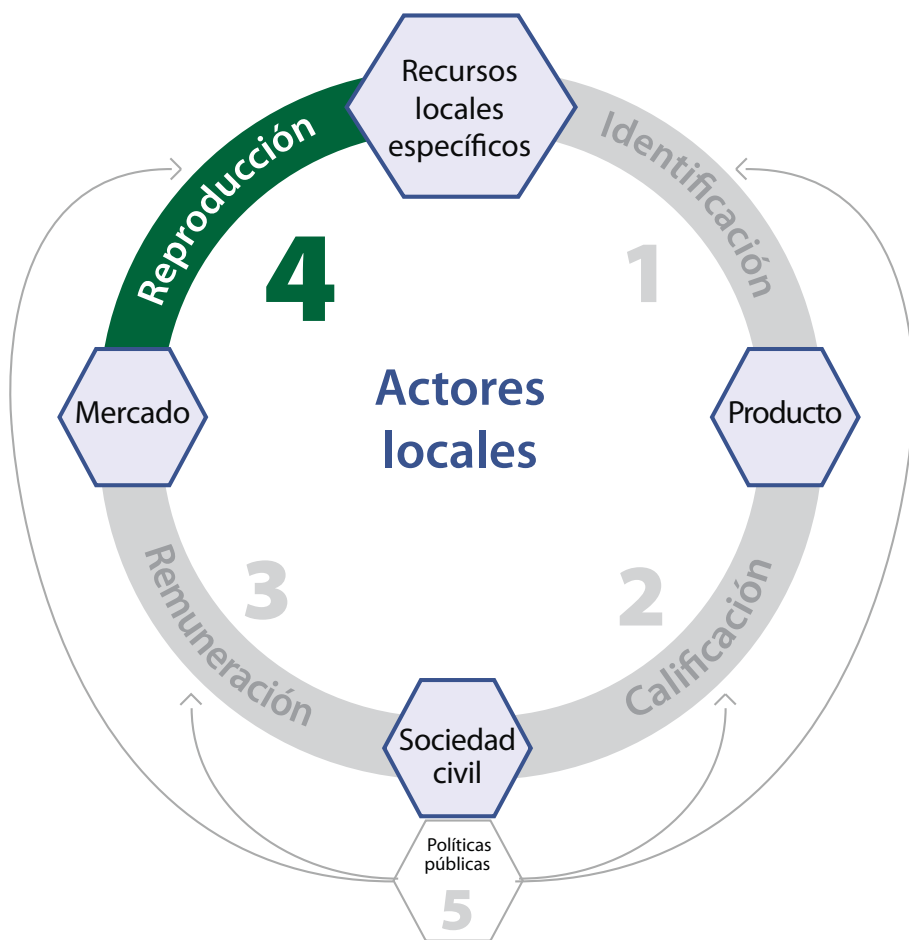 Recursos
locales
específicos
Identificación
1
Reproducción
4
Mercado
Actores
locales
Producto
3
Remuneración
2
Calificación
Sociedad
civil
Políticas
públicas
5